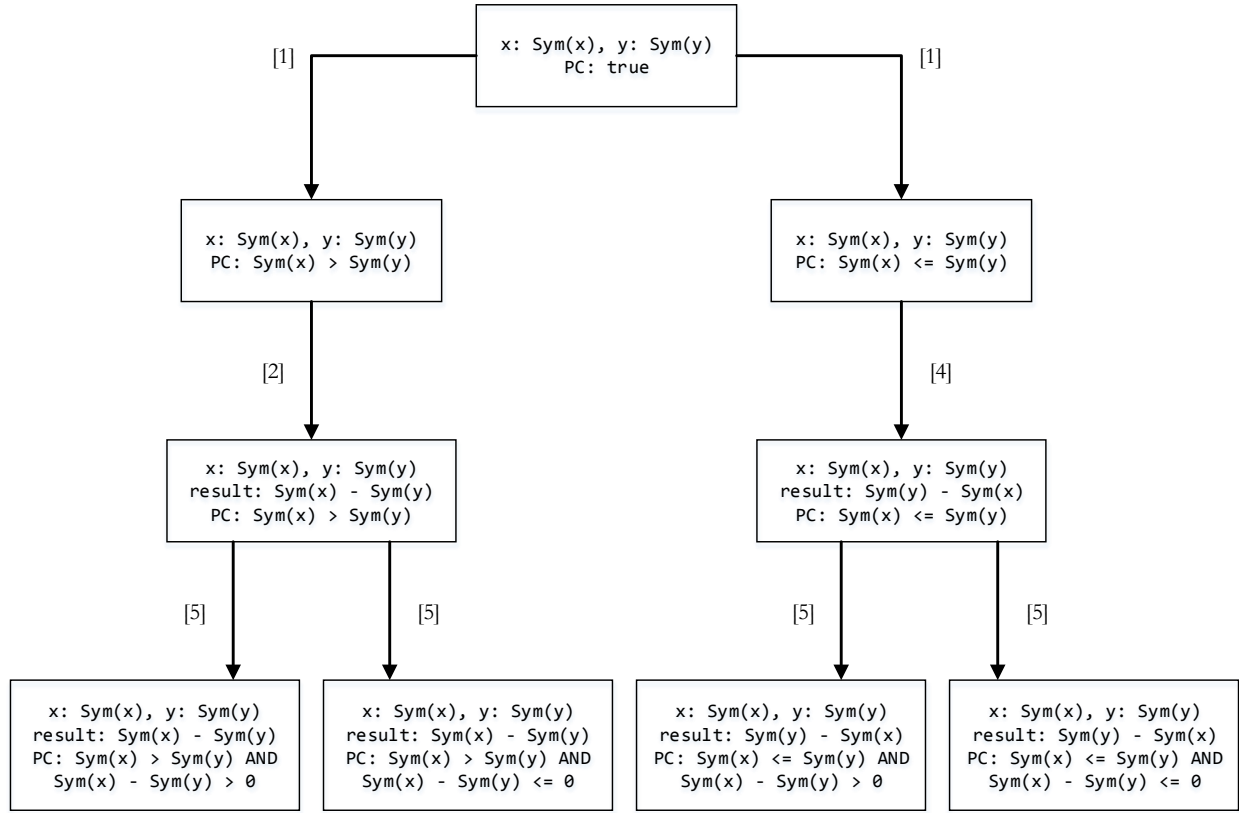 x: Sym(x), y: Sym(y)
PC: true
[1]
[1]
x: Sym(x), y: Sym(y)
PC: Sym(x) > Sym(y)
x: Sym(x), y: Sym(y)
PC: Sym(x) <= Sym(y)
[2]
[4]
x: Sym(x), y: Sym(y)
result: Sym(x) - Sym(y)
PC: Sym(x) > Sym(y)
x: Sym(x), y: Sym(y)
result: Sym(y) - Sym(x)
PC: Sym(x) <= Sym(y)
[5]
[5]
[5]
[5]
x: Sym(x), y: Sym(y)
result: Sym(x) - Sym(y)
PC: Sym(x) > Sym(y) AND
Sym(x) - Sym(y) > 0
x: Sym(x), y: Sym(y)
result: Sym(x) - Sym(y)
PC: Sym(x) > Sym(y) AND
Sym(x) - Sym(y) <= 0
x: Sym(x), y: Sym(y)
result: Sym(y) - Sym(x)
PC: Sym(x) <= Sym(y) AND
Sym(x) - Sym(y) > 0
x: Sym(x), y: Sym(y)
result: Sym(y) - Sym(x)
PC: Sym(x) <= Sym(y) AND
Sym(x) - Sym(y) <= 0